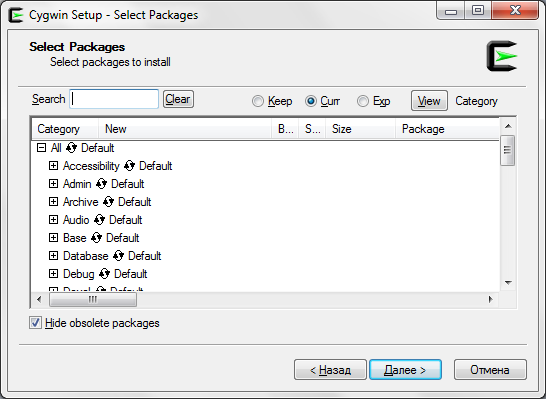 Cygwin Setup - Select Packages
Select Packages
Select packages to install
Search Clear Keep Curr Exp View Category
Category New B... S... Size Package
All Default
Accessibility Default
Admin Default
Archive Default
Audio Default
Base Default
Database Default
Debug Default
Devel Default
Hide obsolete packages
< Назад Далее > Отмена